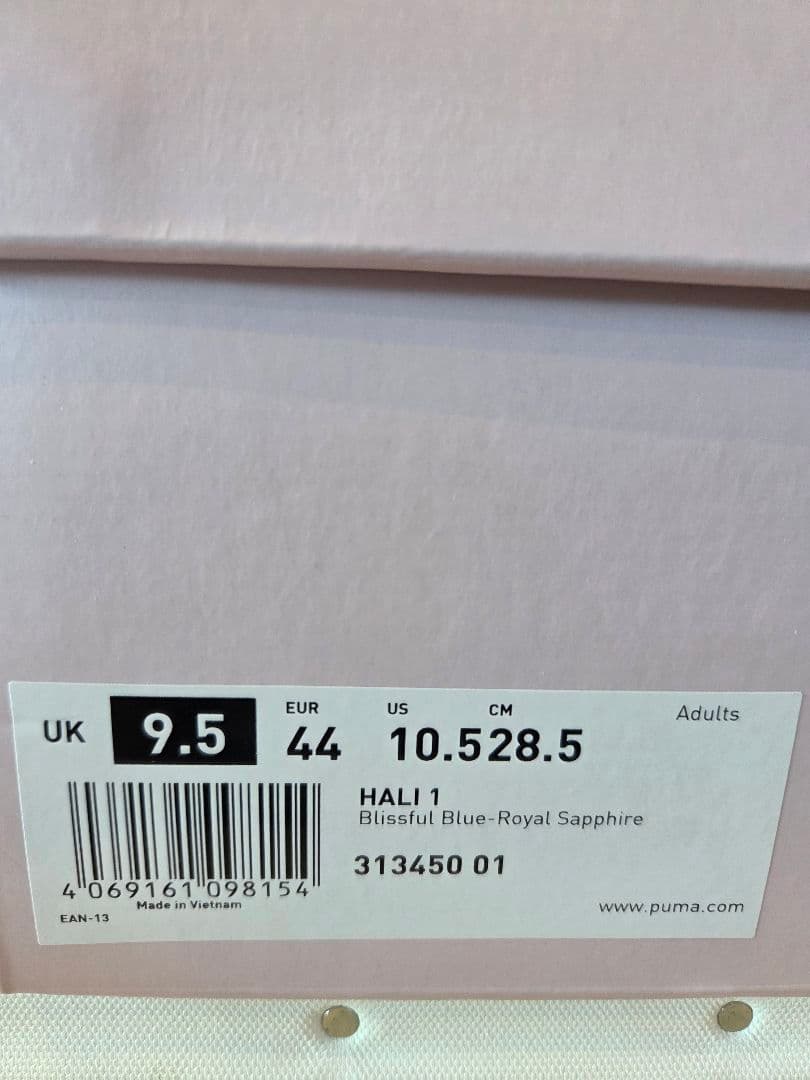 UK 9.5 EUR 44 US 10.5 CM 28.5 Adults
HALI 1
Blissful Blue-Royal Sapphire
313450 01
4 069161 098154
Made in Vietnam
EAN-13
www.puma.com